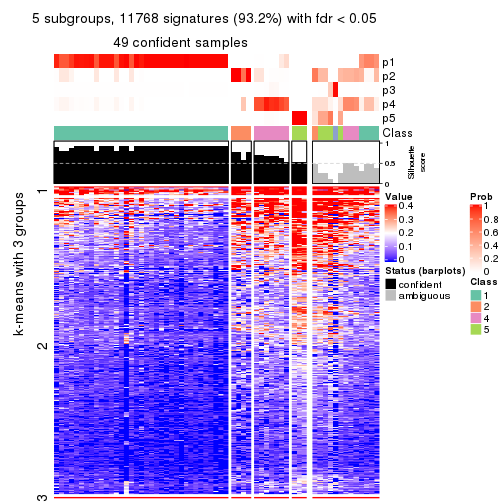 5 subgroups, 11768 signatures (93.2%) with fdr < 0.05
49 confident samples
p1
p2
p3
p4
p5
Class
1
0.5
0
Silhouette
score
k-means with 3 groups
1
2
3
Value
0.4
0.3
0.2
0.1
0
Status (barplots)
confident
ambiguous
Prob
1
0.8
0.6
0.4
0.2
0
Class
1
2
4
5